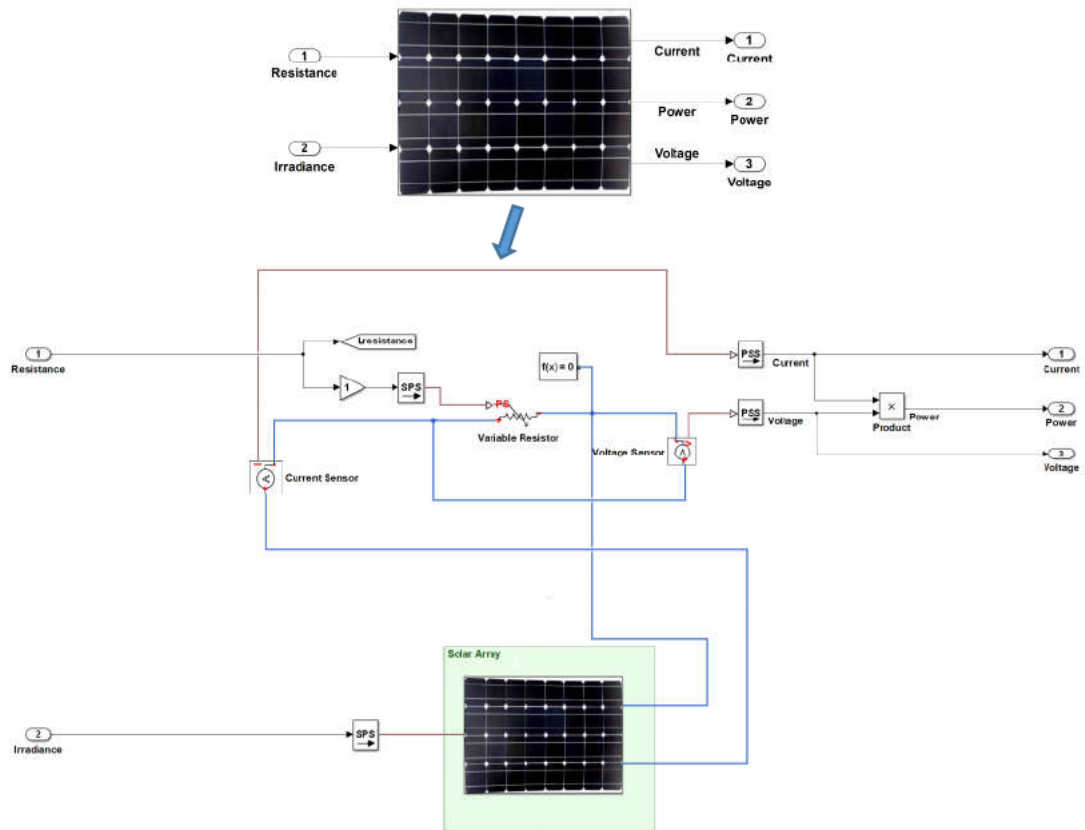 1
Resistance
2
Irradiance
Current
1
Current
Power
2
Power
Voltage
3
Voltage
1
Resistance
1
SPS
f(x) = 0
PS
Variable Resistor
I
A
Current Sensor
Voltage Sensor
V
V
PSS
Current
PSS
Voltage
×
Product
Power
1
Current
2
Power
3
Voltage
Solar Array
2
Irradiance
SPS